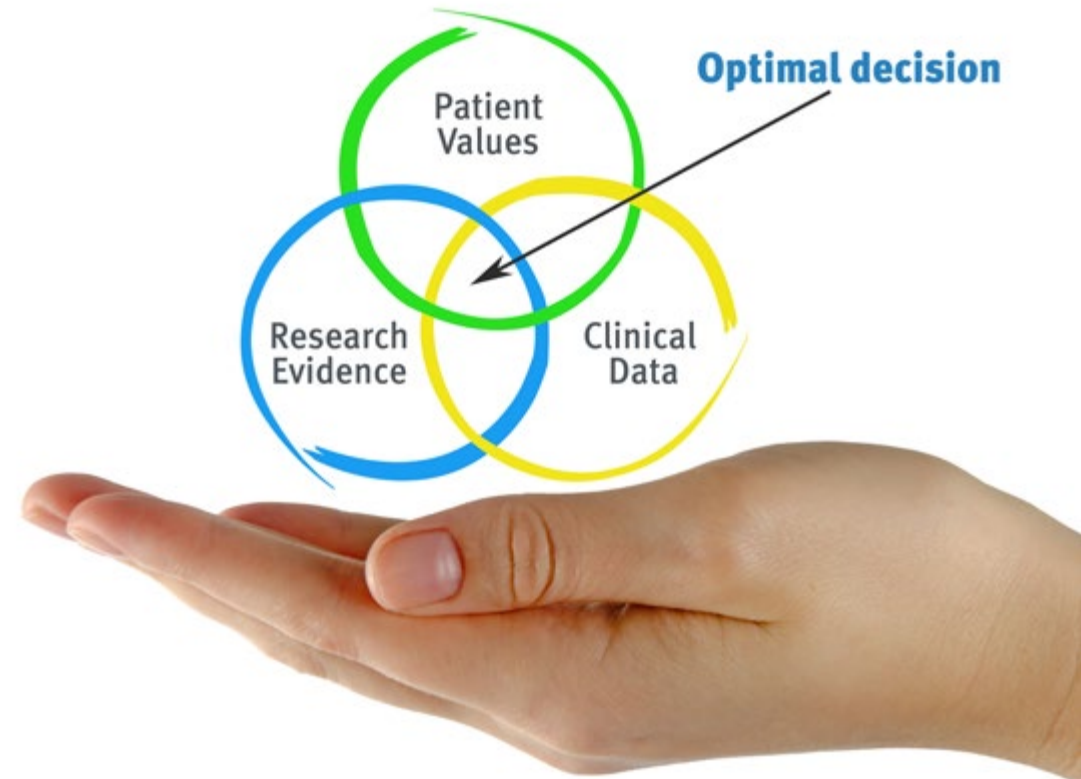 Optimal decision
Patient
Values
Research
Evidence
Clinical
Data